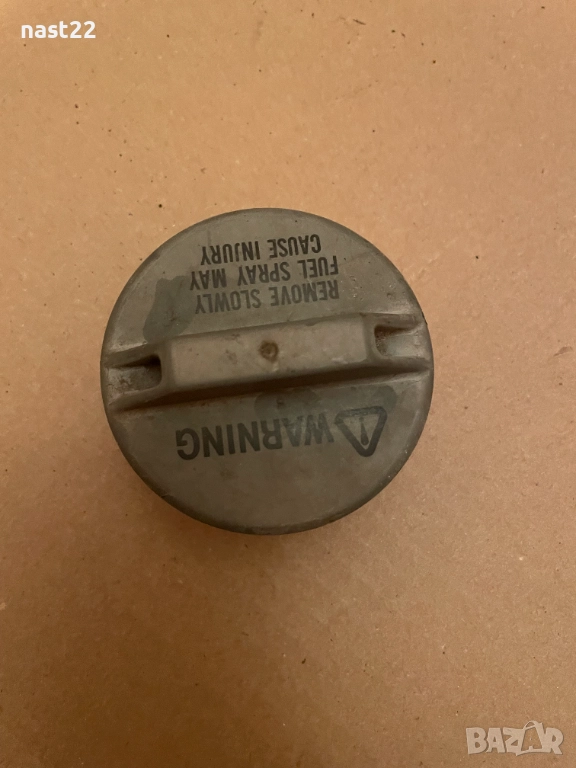 nast22
⚠ WARNING
REMOVE SLOWLY
FUEL SPRAY MAY
CAUSE INJURY
BAZAR